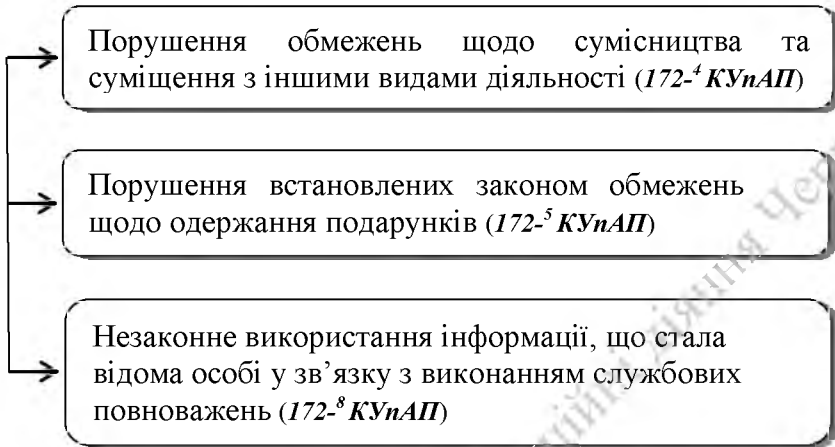 Порушення обмежень щодо сумісництва та
суміщення з іншими видами діяльності (172-⁴ КУпАП)
Порушення встановлених законом обмежень
щодо одержання подарунків (172-⁵ КУпАП)
Незаконне використання інформації, що стала
відома особі у зв’язку з виконанням службових
повноважень (172-⁸ КУпАП)